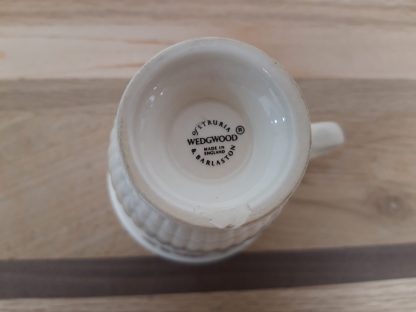 of ETRURIA
WEDGWOOD ®
MADE IN
ENGLAND
& BARLASTON